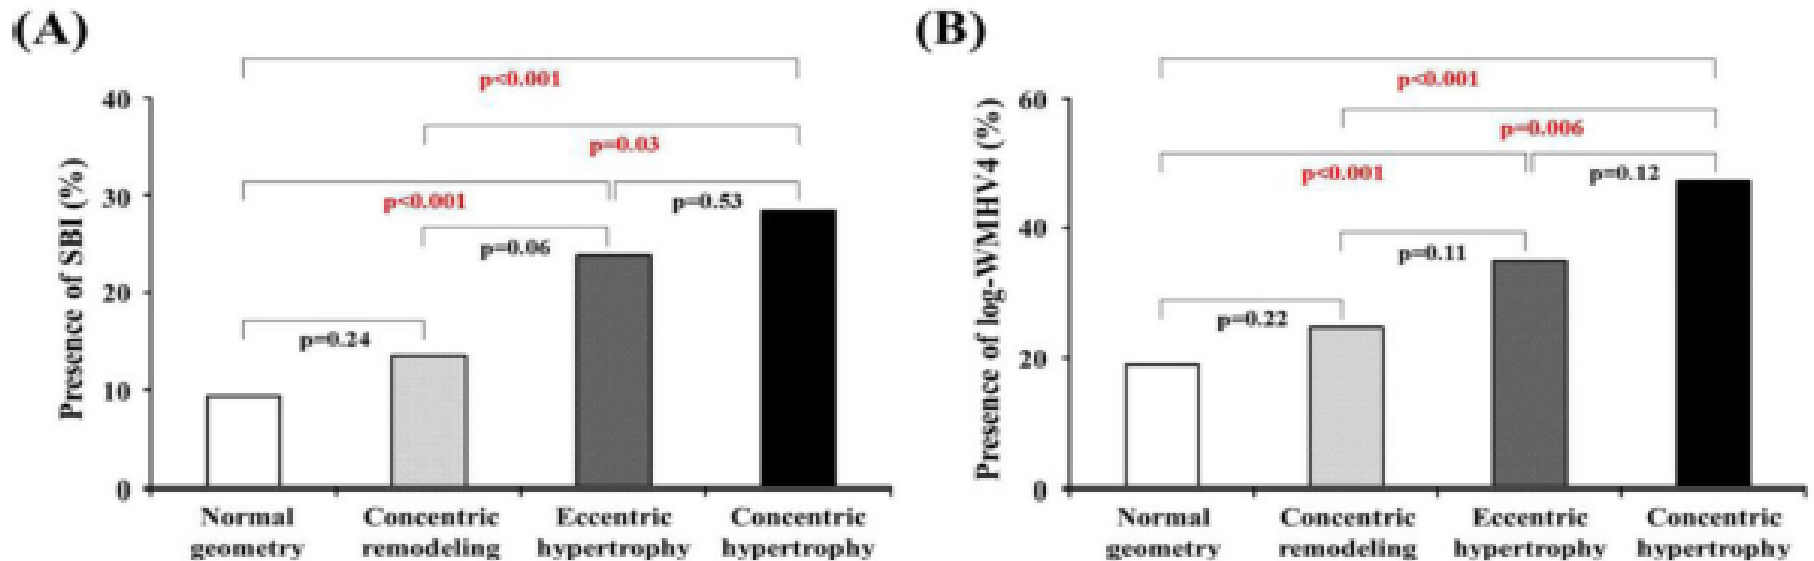 (A)
p<0.001
p=0.03
p<0.001
p=0.53
p=0.06
p=0.24
Presence of SBI (%)
40
30
20
10
0
Normal geometry
Concentric remodeling
Eccentric hypertrophy
Concentric hypertrophy
(B)
p<0.001
p=0.006
p<0.001
p=0.12
p=0.11
p=0.22
Presence of log-WMHV4 (%)
60
40
20
0
Normal geometry
Concentric remodeling
Eccentric hypertrophy
Concentric hypertrophy